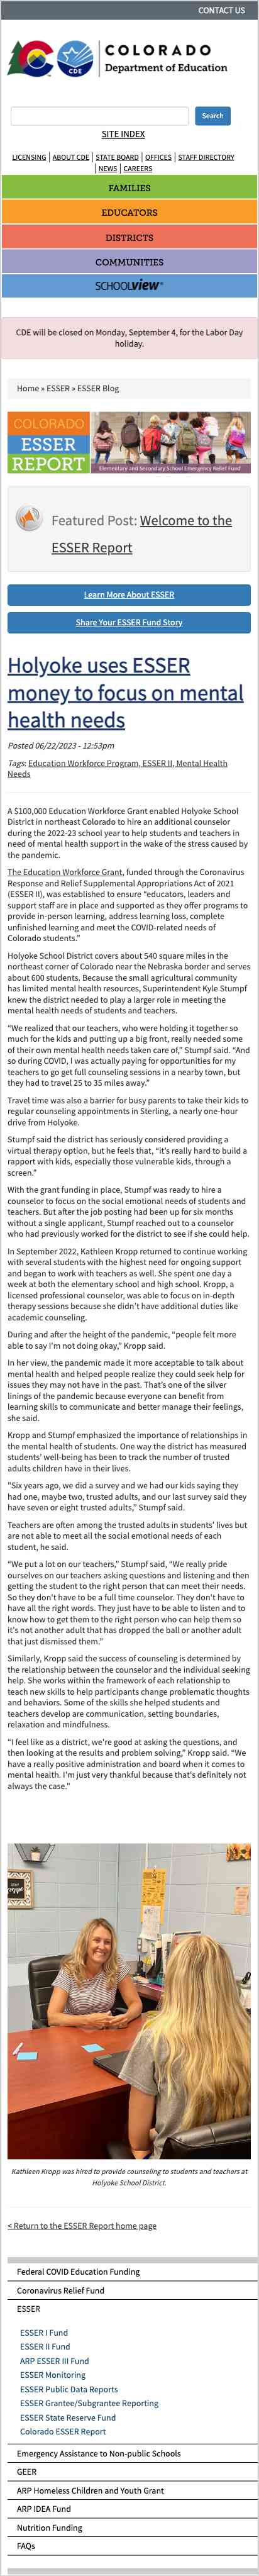 CONTACT US
COLORADO
Department of Education
CDE
Search
SITE INDEX
LICENSING | ABOUT CDE | STATE BOARD | OFFICES | STAFF DIRECTORY
| NEWS | CAREERS
FAMILIES
EDUCATORS
DISTRICTS
COMMUNITIES
SCHOOLVIEW®
CDE will be closed on Monday, September 4, for the Labor Day
holiday.
Home » ESSER » ESSER Blog
COLORADO
ESSER
REPORT
Elementary and Secondary School Emergency Relief Fund
Featured Post: Welcome to the
ESSER Report
Learn More About ESSER
Share Your ESSER Fund Story
Holyoke uses ESSER
money to focus on mental
health needs
Posted 06/22/2023 - 12:53pm
Tags: Education Workforce Program, ESSER II, Mental Health
Needs
A $100,000 Education Workforce Grant enabled Holyoke School
District in northeast Colorado to hire an additional counselor
during the 2022-23 school year to help students and teachers in
need of mental health support in the wake of the stress caused by
the pandemic.
The Education Workforce Grant, funded through the Coronavirus
Response and Relief Supplemental Appropriations Act of 2021
(ESSER II), was established to ensure “educators, leaders and
support staff are in place and supported as they offer programs to
provide in-person learning, address learning loss, complete
unfinished learning and meet the COVID-related needs of
Colorado students.”
Holyoke School District covers about 540 square miles in the
northeast corner of Colorado near the Nebraska border and serves
about 600 students. Because the small agricultural community
has limited mental health resources, Superintendent Kyle Stumpf
knew the district needed to play a larger role in meeting the
mental health needs of students and teachers.
“We realized that our teachers, who were holding it together so
much for the kids and putting up a big front, really needed some
of their own mental health needs taken care of,” Stumpf said. “And
so during COVID, I was actually paying for opportunities for my
teachers to go get full counseling sessions in a nearby town, but
they had to travel 25 to 35 miles away.”
Travel time was also a barrier for busy parents to take their kids to
regular counseling appointments in Sterling, a nearly one-hour
drive from Holyoke.
Stumpf said the district has seriously considered providing a
virtual therapy option, but he feels that, “it’s really hard to build a
rapport with kids, especially those vulnerable kids, through a
screen.”
With the grant funding in place, Stumpf was ready to hire a
counselor to focus on the social emotional needs of students and
teachers. But after the job posting had been up for six months
without a single applicant, Stumpf reached out to a counselor
who had previously worked for the district to see if she could help.
In September 2022, Kathleen Kropp returned to continue working
with several students with the highest need for ongoing support
and began to work with teachers as well. She spent one day a
week at both the elementary school and high school. Kropp, a
licensed professional counselor, was able to focus on in-depth
therapy sessions because she didn’t have additional duties like
academic counseling.
During and after the height of the pandemic, “people felt more
able to say I'm not doing okay,” Kropp said.
In her view, the pandemic made it more acceptable to talk about
mental health and helped people realize they could seek help for
issues they may not have in the past. That’s one of the silver
linings of the pandemic because everyone can benefit from
learning skills to communicate and better manage their feelings,
she said.
Kropp and Stumpf emphasized the importance of relationships in
the mental health of students. One way the district has measured
students’ well-being has been to track the number of trusted
adults children have in their lives.
"Six years ago, we did a survey and we had our kids saying they
had one, maybe two, trusted adults, and our last survey said they
have seven or eight trusted adults,” Stumpf said.
Teachers are often among the trusted adults in students’ lives but
are not able to meet all the social emotional needs of each
student, he said.
“We put a lot on our teachers,” Stumpf said, “We really pride
ourselves on our teachers asking questions and listening and then
getting the student to the right person that can meet their needs.
So they don't have to be a full time counselor. They don't have to
have all the right words. They just have to be able to listen and to
know how to get them to the right person who can help them so
it's not another adult that has dropped the ball or another adult
that just dismissed them.”
Similarly, Kropp said the success of counseling is determined by
the relationship between the counselor and the individual seeking
help. She works within the framework of each relationship to
teach new skills to help participants change problematic thoughts
and behaviors. Some of the skills she helped students and
teachers develop are communication, setting boundaries,
relaxation and mindfulness.
“I feel like as a district, we're good at asking the questions, and
then looking at the results and problem solving,” Kropp said. “We
have a really positive administration and board when it comes to
mental health. I'm just very thankful because that's definitely not
always the case.”
Kathleen Kropp was hired to provide counseling to students and teachers at
Holyoke School District.
< Return to the ESSER Report home page
Federal COVID Education Funding
Coronavirus Relief Fund
ESSER
ESSER I Fund
ESSER II Fund
ARP ESSER III Fund
ESSER Monitoring
ESSER Public Data Reports
ESSER Grantee/Subgrantee Reporting
ESSER State Reserve Fund
Colorado ESSER Report
Emergency Assistance to Non-public Schools
GEER
ARP Homeless Children and Youth Grant
ARP IDEA Fund
Nutrition Funding
FAQs